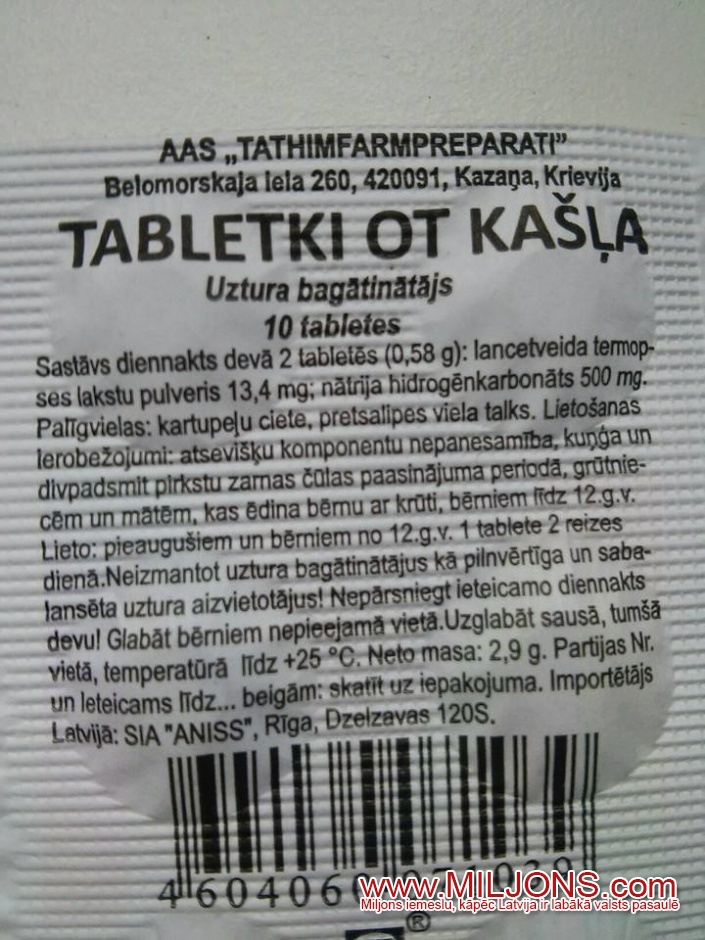 AAS „TATHIMFARMPREPARATI”
Belomorskaja iela 260, 420091, Kazaņa, Krievija
TABLETKI OT KAŠĻA
Uztura bagātinātājs
10 tabletes
Sastāvs diennakts devā 2 tabletēs (0,58 g): lancetveida termop-
ses lakstu pulveris 13,4 mg; nātrija hidrogēnkarbonāts 500 mg.
Palīgvielas: kartupeļu ciete, pretsalipes viela talks. Lietošanas
ierobežojumi: atsevišķu komponentu nepanesamība, kuņģa un
divpadsmit pirkstu zarnas čūlas paasinājuma periodā, grūtnie-
cēm un mātēm, kas ēdina bērnu ar krūti, bērniem līdz 12.g.v.
Lieto: pieaugušiem un bērniem no 12.g.v. 1 tablete 2 reizes
dienā.Neizmantot uztura bagātinātājus kā pilnvērtīga un saba-
lansēta uztura aizvietotājus! Nepārsniegt ieteicamo diennakts
devu! Glabāt bērniem nepieejamā vietā.Uzglabāt sausā, tumšā
vietā, temperatūrā līdz +25 °C. Neto masa: 2,9 g. Partijas Nr.
un Ieteicams līdz... beigām: skatīt uz iepakojuma. Importētājs
Latvijā: SIA "ANISS", Rīga, Dzelzavas 120S.
4 604060 071039
www.MILJONS.com
Miljons iemeslu, kāpēc Latvija ir labākā valsts pasaulē
®